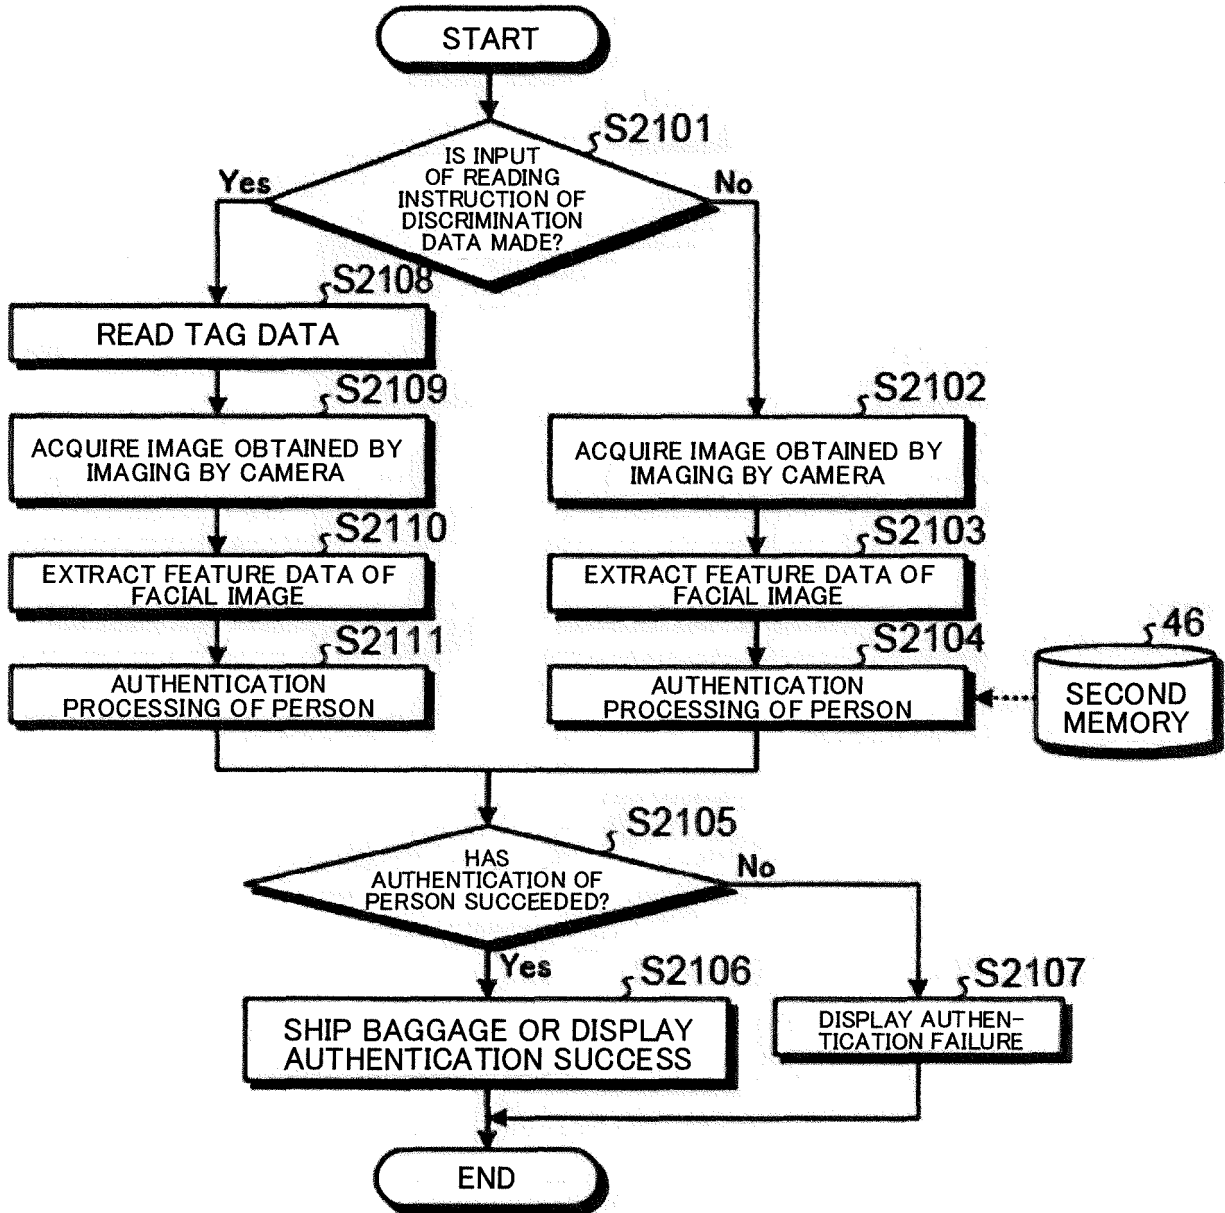 START
S2101
IS INPUT
OF READING
INSTRUCTION OF
DISCRIMINATION
DATA MADE?
Yes
No
S2108
READ TAG DATA
S2109
ACQUIRE IMAGE OBTAINED BY
IMAGING BY CAMERA
S2110
EXTRACT FEATURE DATA OF
FACIAL IMAGE
S2111
AUTHENTICATION
PROCESSING OF PERSON
S2102
ACQUIRE IMAGE OBTAINED BY
IMAGING BY CAMERA
S2103
EXTRACT FEATURE DATA OF
FACIAL IMAGE
S2104
AUTHENTICATION
PROCESSING OF PERSON
46
SECOND
MEMORY
S2105
HAS
AUTHENTICATION OF
PERSON SUCCEEDED?
No
Yes
S2106
SHIP BAGGAGE OR DISPLAY
AUTHENTICATION SUCCESS
S2107
DISPLAY AUTHEN-
TICATION FAILURE
END